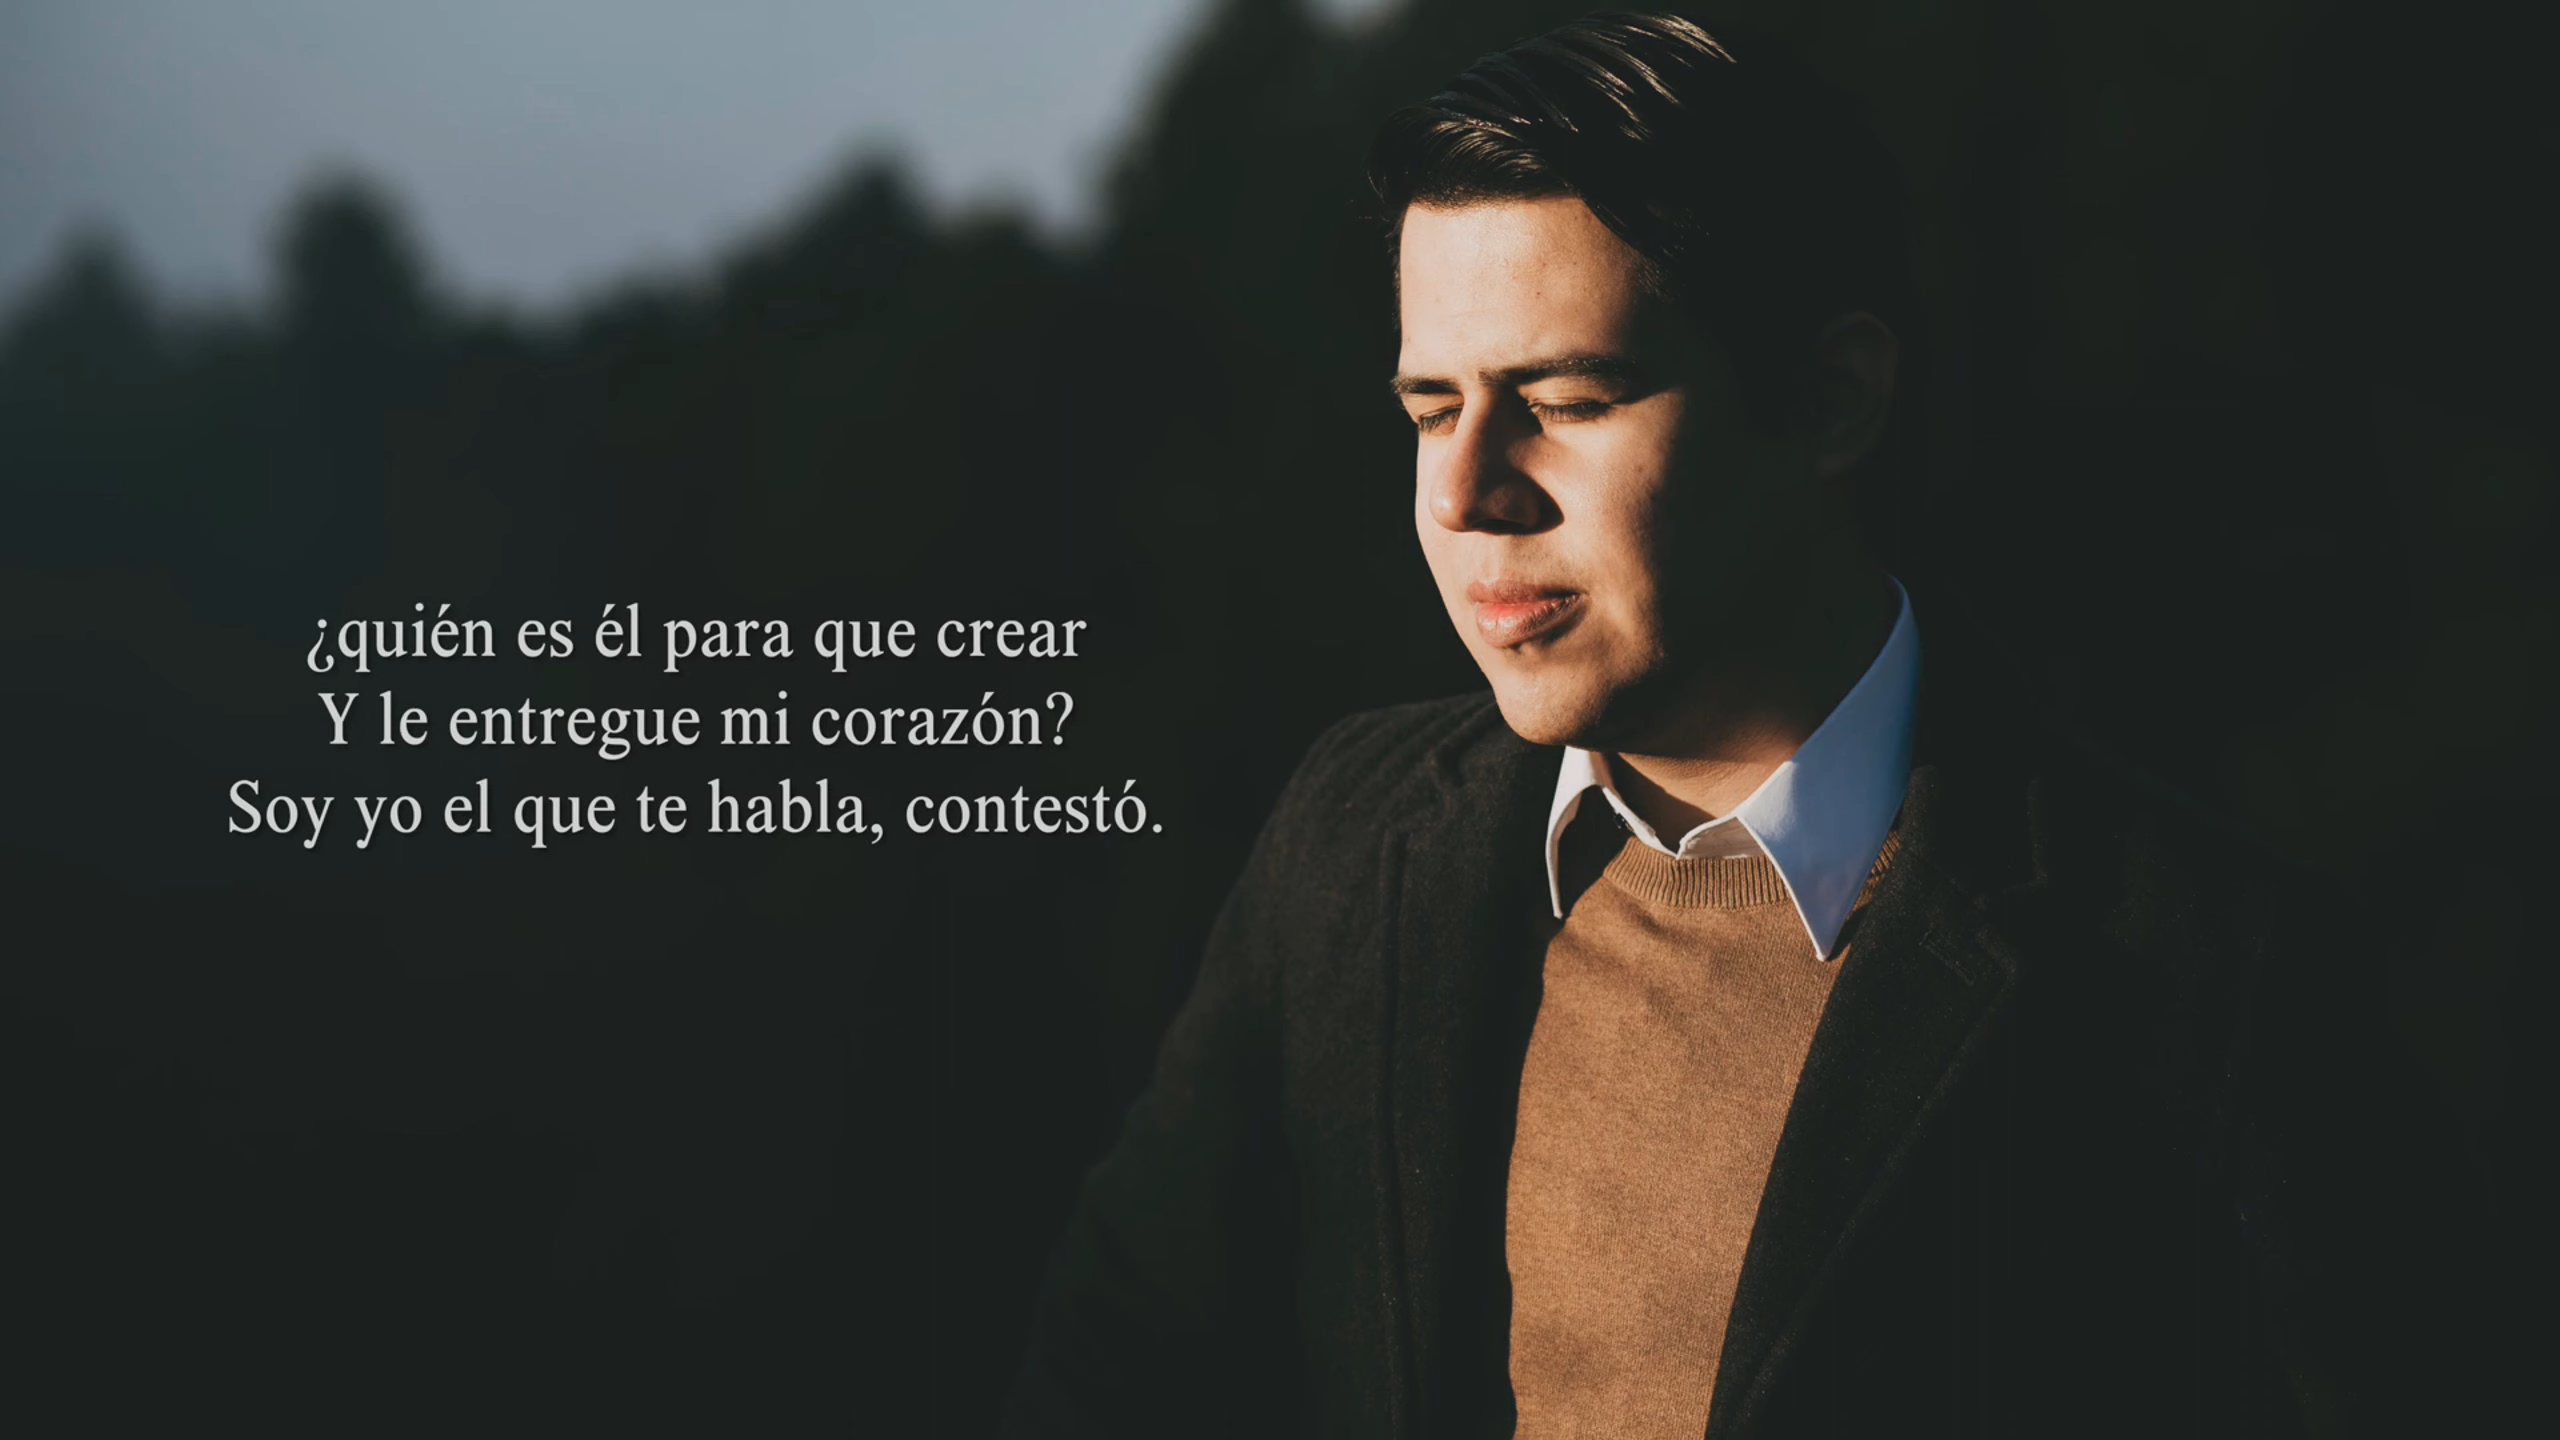 ¿quién es él para que crear
Y le entregue mi corazón?
Soy yo el que te habla, contestó.